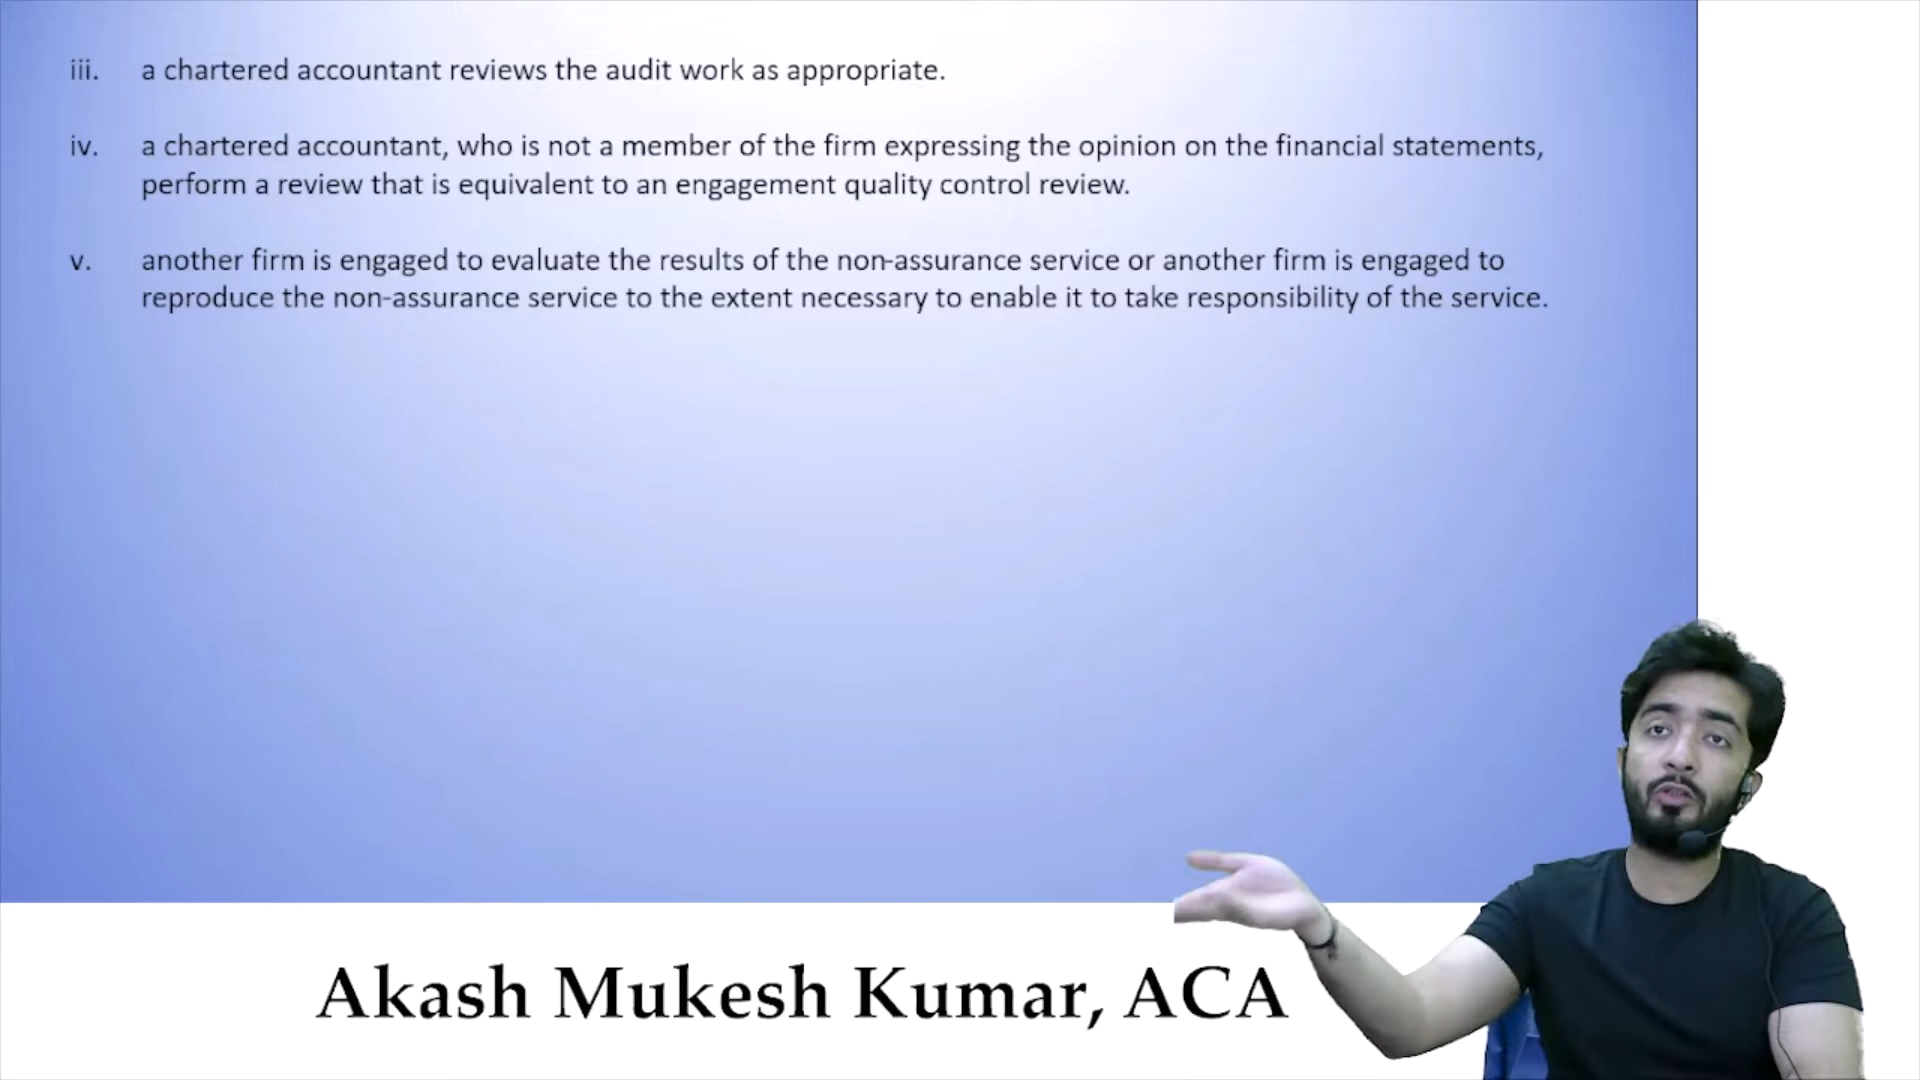 iii. a chartered accountant reviews the audit work as appropriate.
iv. a chartered accountant, who is not a member of the firm expressing the opinion on the financial statements,
perform a review that is equivalent to an engagement quality control review.
v. another firm is engaged to evaluate the results of the non-assurance service or another firm is engaged to
reproduce the non-assurance service to the extent necessary to enable it to take responsibility of the service.
Akash Mukesh Kumar, ACA